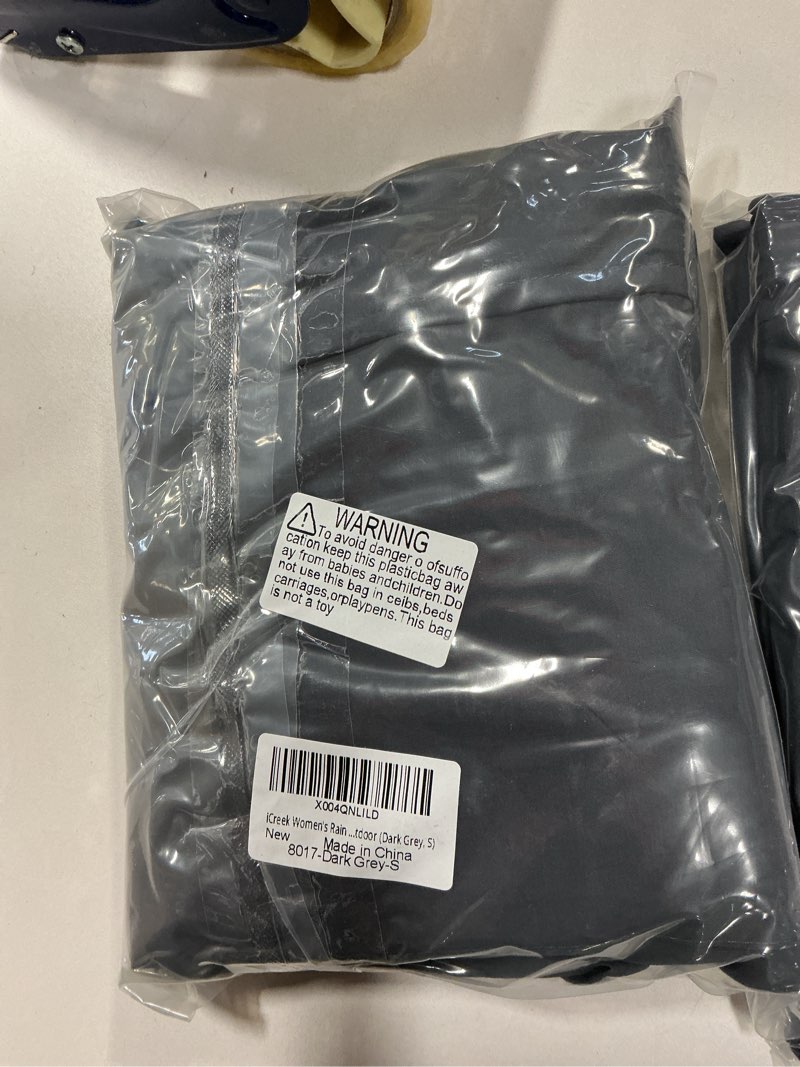 WARNING
To avoid danger o ofsuffo
cation keep this plasticbag aw
ay from babies andchildren.Do
not use this bag in ceibs,beds
carriages,orplaypens.This bag
is not a toy
X004QNLILD
iCreek Women's Rain ...tdoor (Dark Grey, S)
New
Made in China
8017-Dark Grey-S